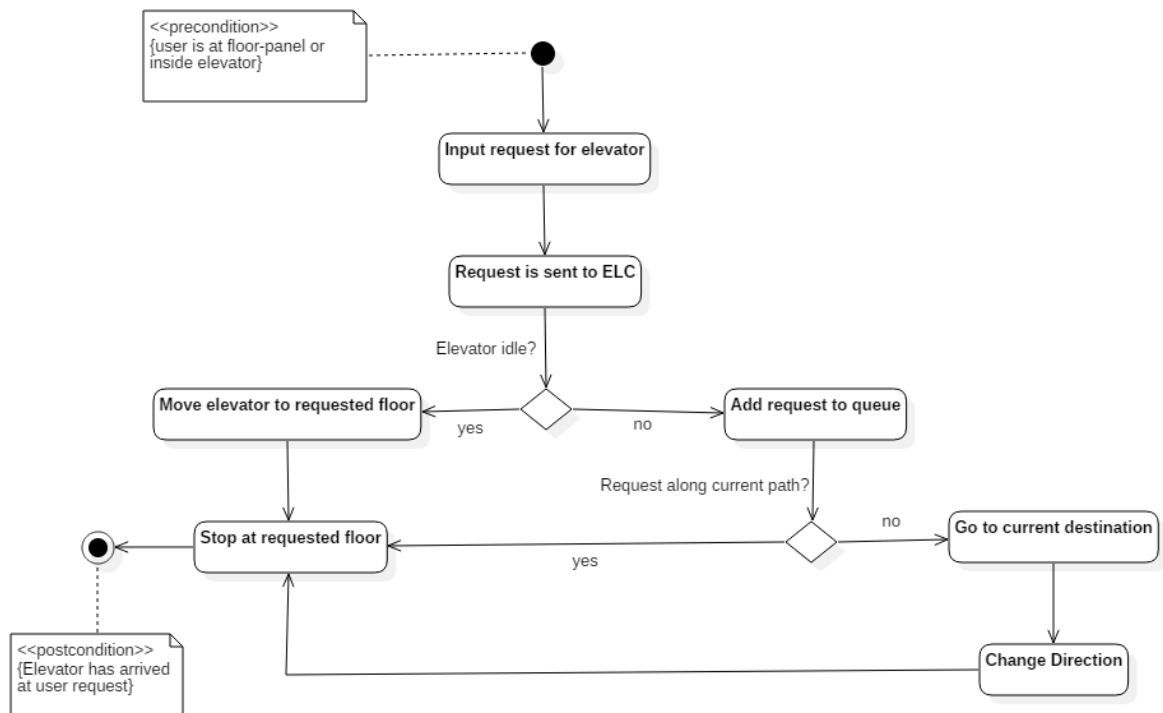 <<precondition>>
{user is at floor-panel or
inside elevator}
Input request for elevator
Request is sent to ELC
Elevator idle?
Move elevator to requested floor
yes
no
Add request to queue
Request along current path?
Stop at requested floor
yes
no
Go to current destination
Change Direction
<<postcondition>>
{Elevator has arrived
at user request}